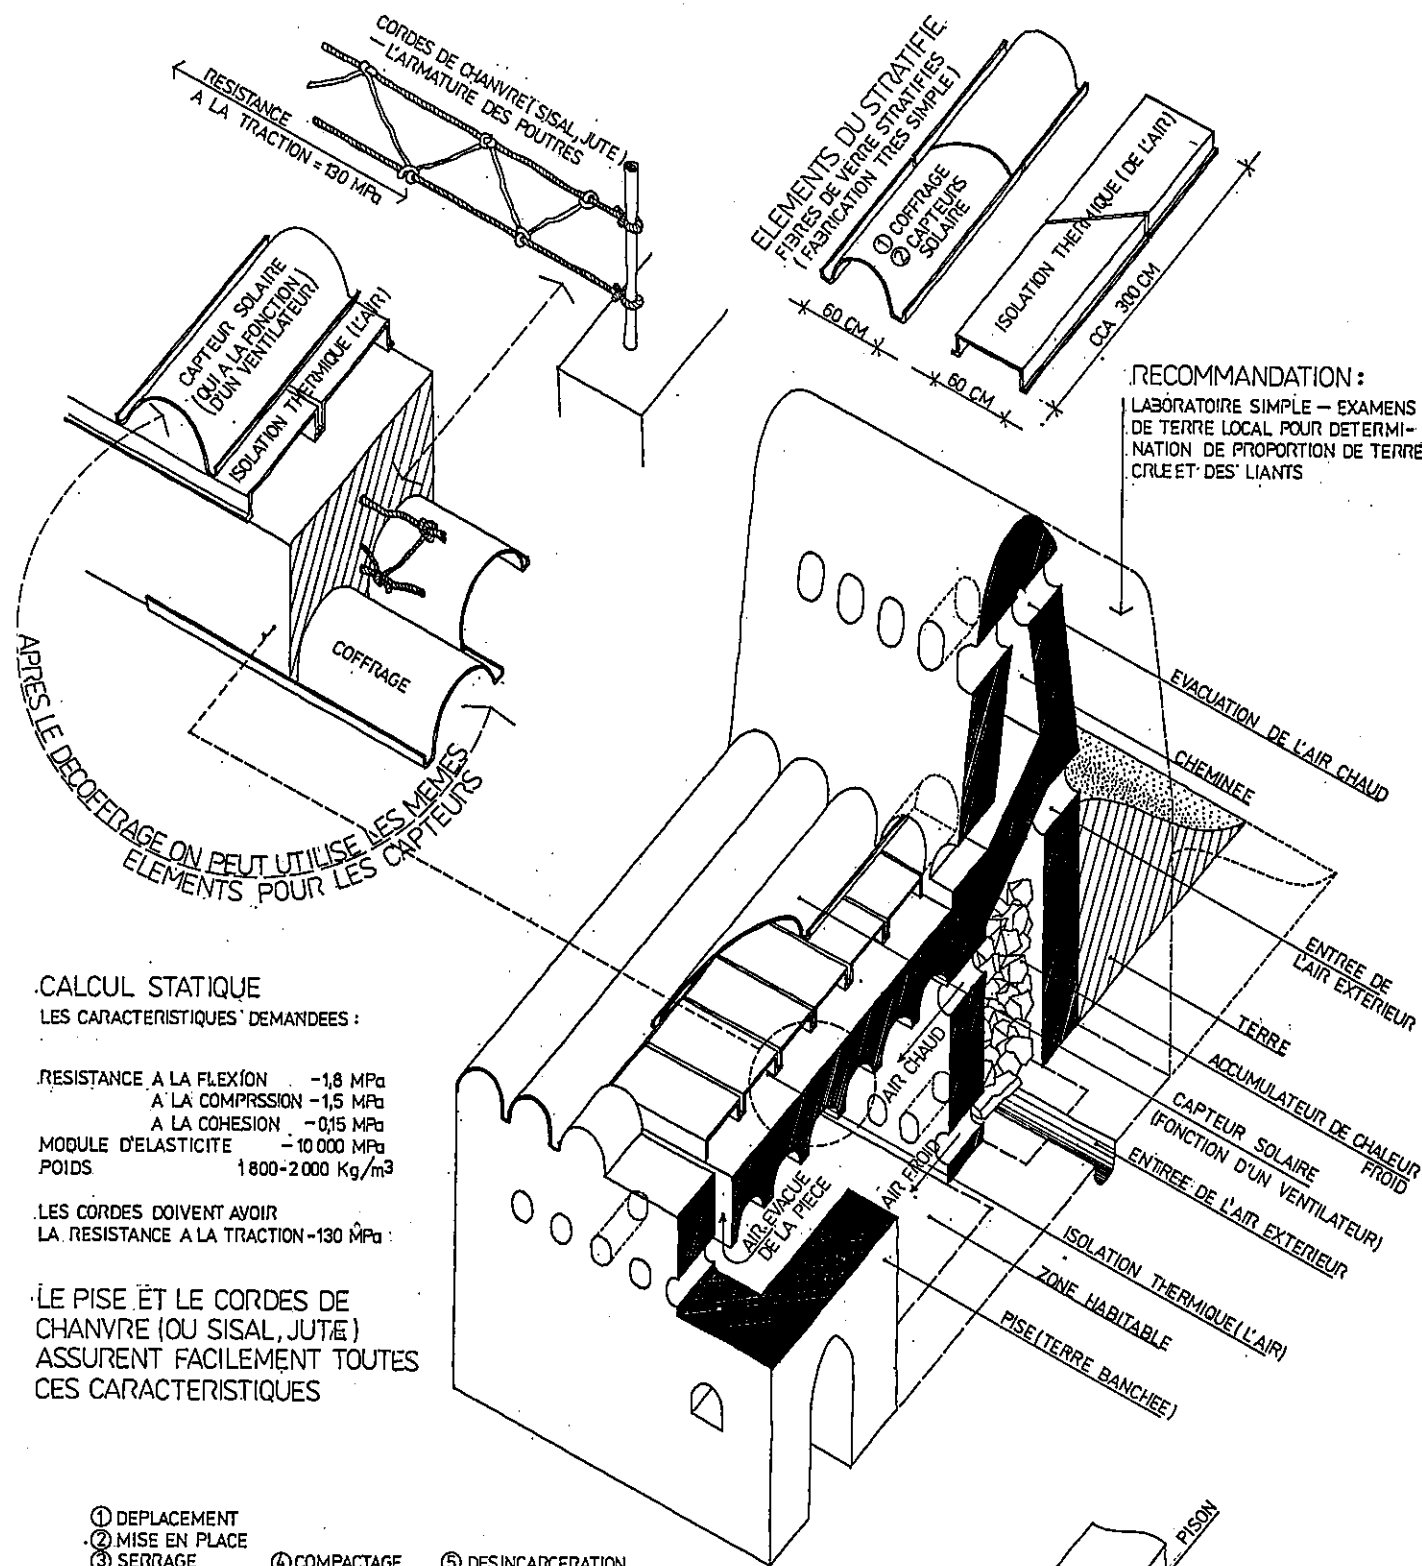 CORDES DE CHANVRE (SISAL, JUTE)
— L'ARMATURE DES POUTRES
RESISTANCE
A LA TRACTION = 130 MPa
ELEMENTS DU STRATIFIE
FIBRES DE VERRE STRATIFIES
(FABRICATION TRES SIMPLE)
① COFFRAGE
② CAPTEURS
SOLAIRE
ISOLATION THERMIQUE (DE L'AIR)
60 CM
60 CM
CCA 300 CM
CAPTEUR SOLAIRE
(QUI A LA FONCTION)
(D'UN VENTILATEUR)
ISOLATION THERMIQUE (L'AIR)
COFFRAGE
APRES LE DECOFFRAGE ON PEUT UTILISE LES MEMES
ELEMENTS POUR LES CAPTEURS
RECOMMANDATION :
LABORATOIRE SIMPLE — EXAMENS
DE TERRE LOCAL POUR DETERMI-
NATION DE PROPORTION DE TERRE
CRUE ET DES LIANTS
EVACUATION DE L'AIR CHAUD
CHEMINEE
ENTREE DE
L'AIR EXTERIEUR
TERRE
ACCUMULATEUR DE CHALEUR
FROID
CAPTEUR SOLAIRE
(FONCTION D'UN VENTILATEUR)
ENTREE DE L'AIR EXTERIEUR
ISOLATION THERMIQUE (L'AIR)
ZONE HABITABLE
PISE (TERRE BANCHEE)
AIR CHAUD
AIR FROID
AIR EVACUE
DE LA PIECE
CALCUL STATIQUE
LES CARACTERISTIQUES DEMANDEES :
RESISTANCE A LA FLEXION -1,8 MPa
A LA COMPRSSION -1,5 MPa
A LA COHESION -0,15 MPa
MODULE D'ELASTICITE -10 000 MPa
POIDS 1 800-2 000 Kg/m³
LES CORDES DOIVENT AVOIR
LA RESISTANCE A LA TRACTION -130 MPa
LE PISE ET LE CORDES DE
CHANVRE (OU SISAL, JUTE)
ASSURENT FACILEMENT TOUTES
CES CARACTERISTIQUES
① DEPLACEMENT
② MISE EN PLACE
③ SERRAGE ④ COMPACTAGE ⑤ DESINCARCERATION
PISON